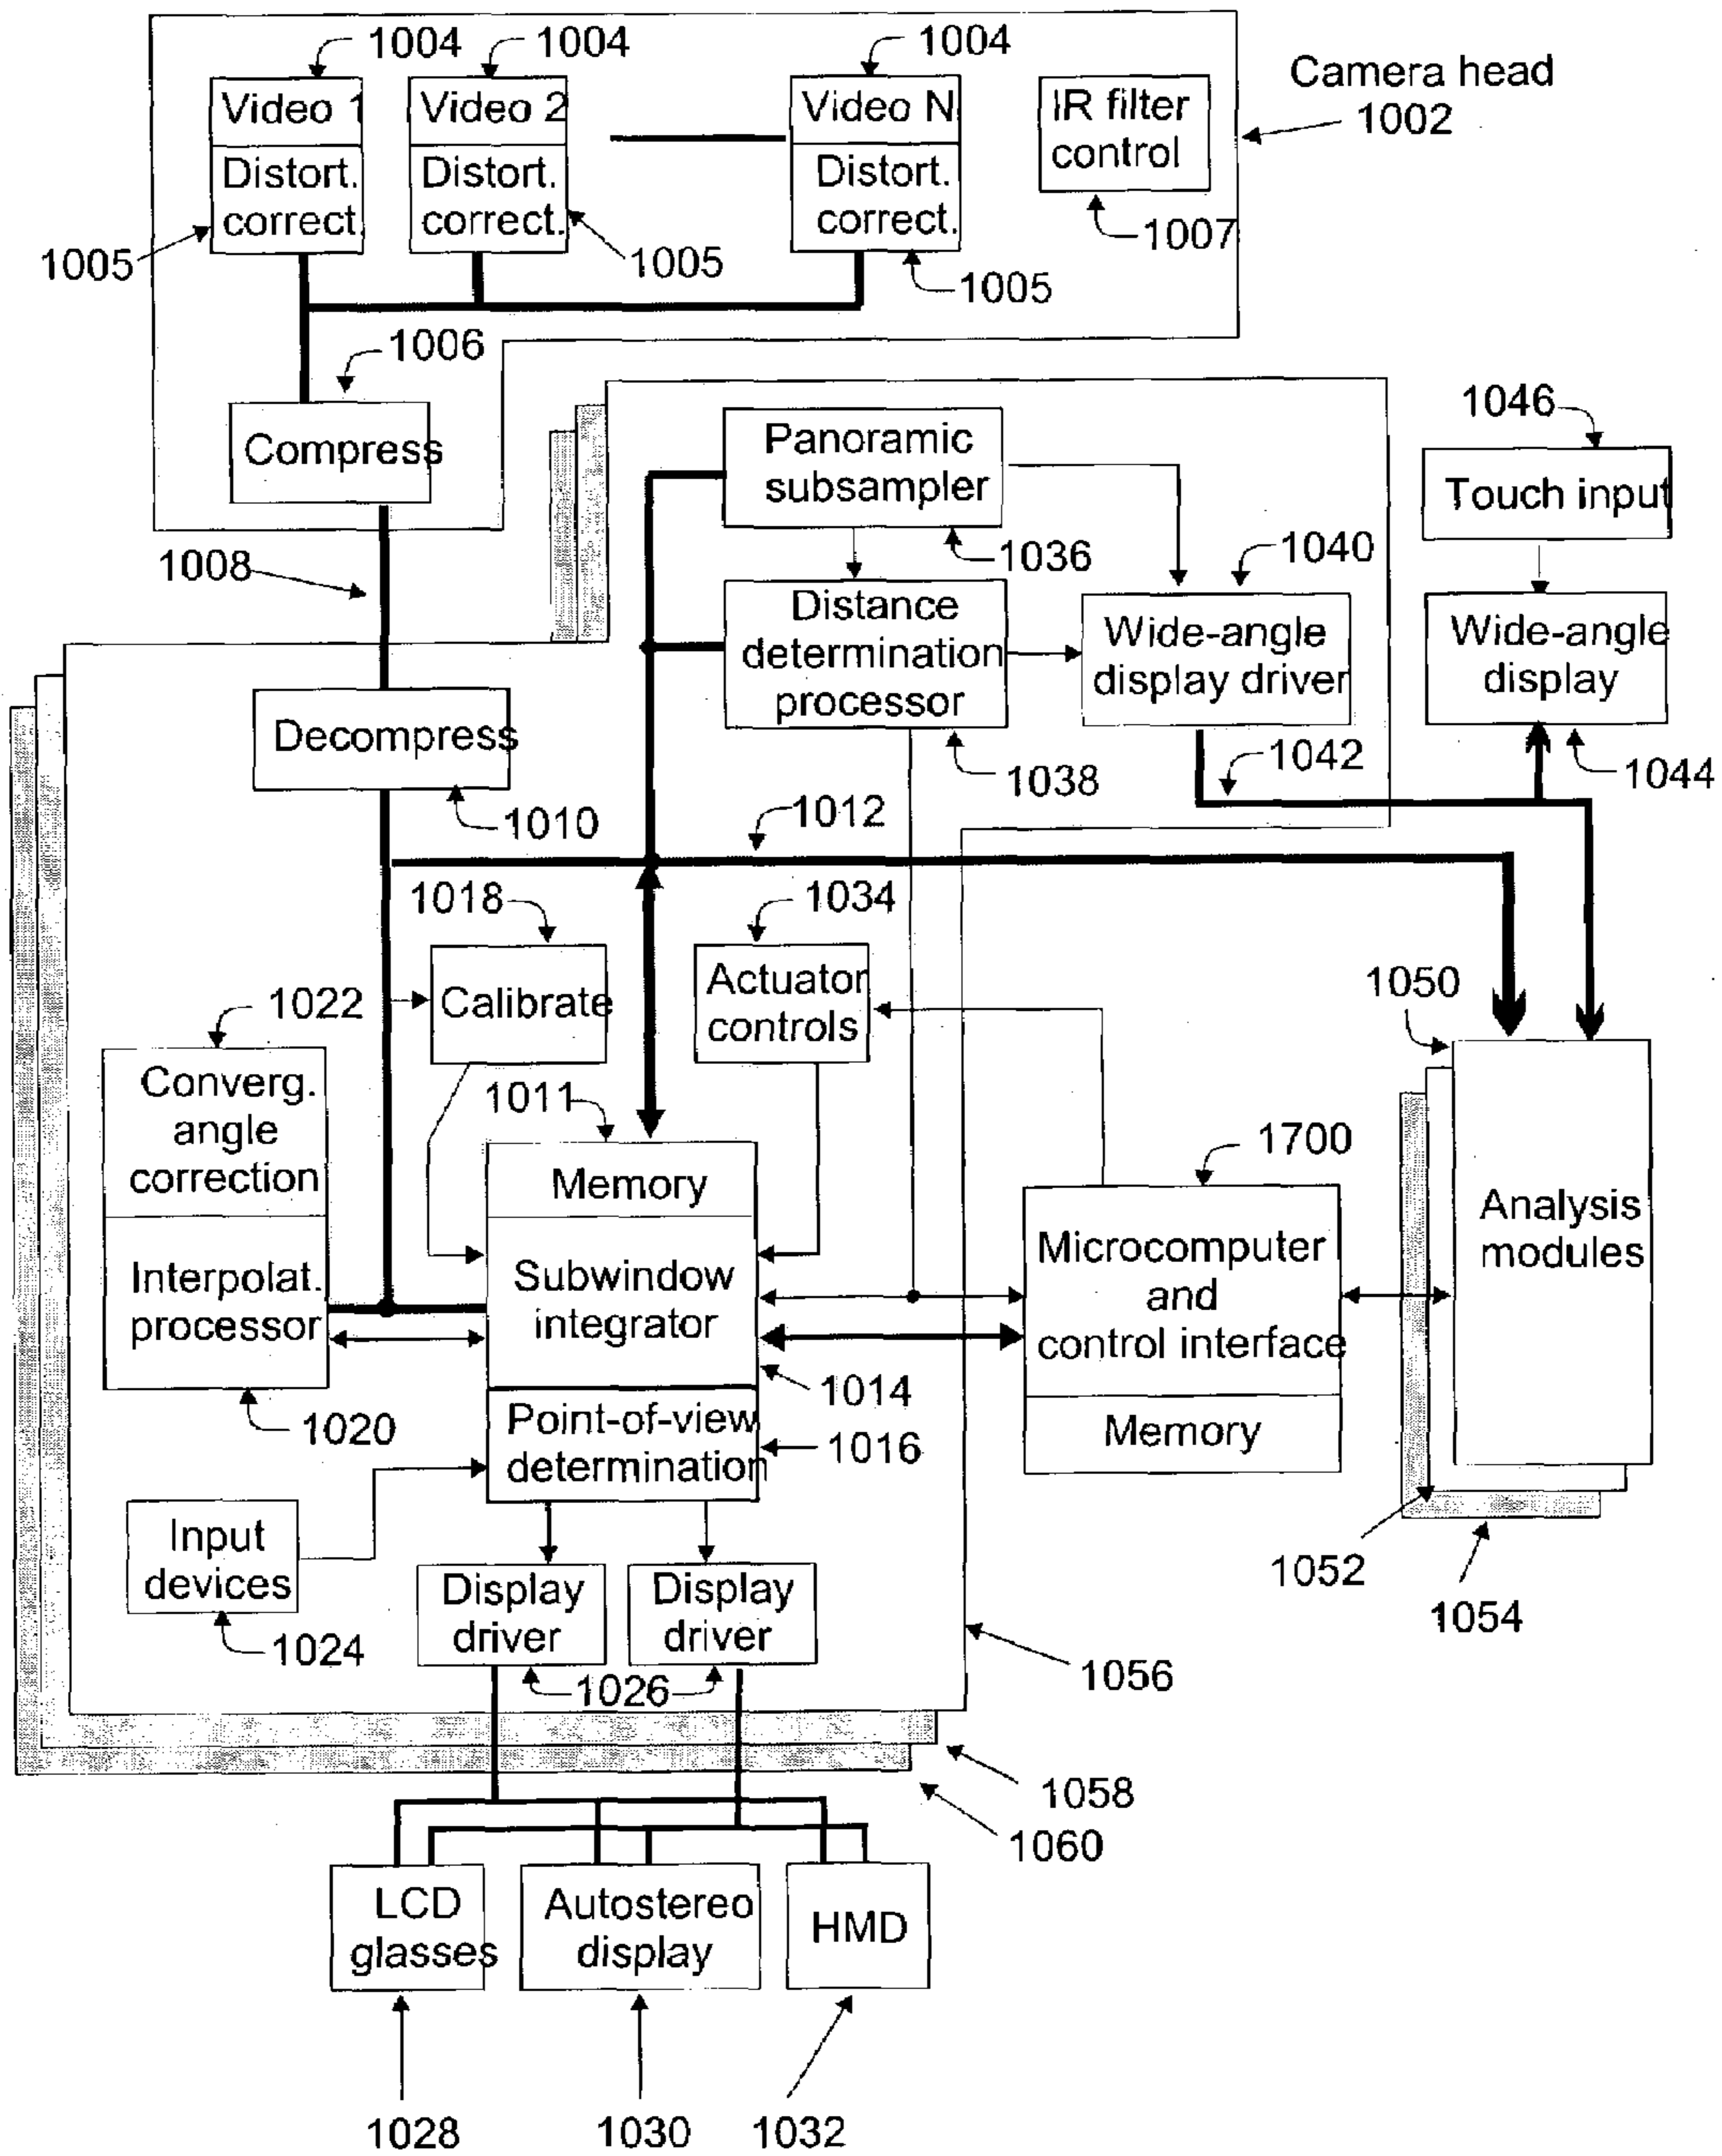 1004
1004
1004
Video 1
Video 2
Video N
IR filter
control
Camera head
1002
Distort.
correct.
Distort.
correct.
Distort.
correct.
1007
1005
1005
1005
1006
Compress
1008
Panoramic
subsampler
1036
1046
Touch input
1040
Distance
determination
processor
Wide-angle
display driver
Wide-angle
display
1038
1042
1044
Decompress
1010
1012
1018
1034
Calibrate
Actuator
controls
1050
1022
Converg.
angle
correction
1011
Memory
1700
Analysis
modules
Interpolat.
processor
Subwindow
integrator
Microcomputer
and
control interface
1014
1020
Point-of-view
determination
1016
Memory
Input
devices
1024
Display
driver
Display
driver
1026
1052
1054
1056
1058
1060
LCD
glasses
Autostereo
display
HMD
1028
1030
1032